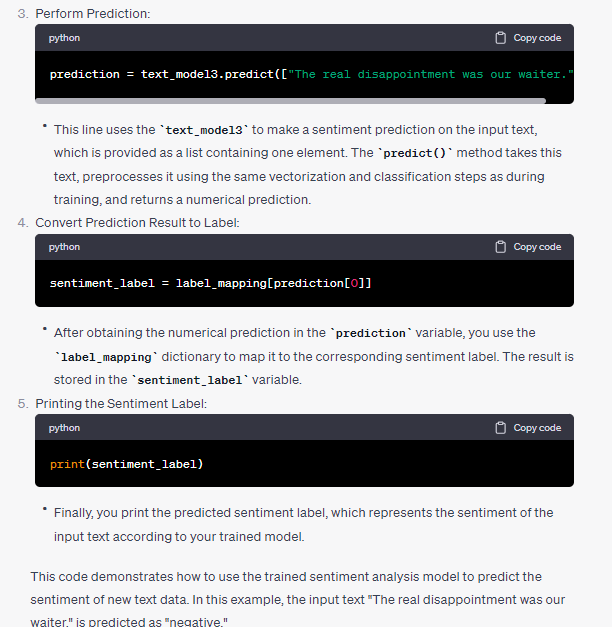 3. Perform Prediction:
python Copy code
prediction = text_model3.predict(["The real disappointment was our waiter."
• This line uses the `text_model3` to make a sentiment prediction on the input text,
which is provided as a list containing one element. The `predict()` method takes this
text, preprocesses it using the same vectorization and classification steps as during
training, and returns a numerical prediction.
4. Convert Prediction Result to Label:
python Copy code
sentiment_label = label_mapping[prediction[0]]
• After obtaining the numerical prediction in the `prediction` variable, you use the
`label_mapping` dictionary to map it to the corresponding sentiment label. The result is
stored in the `sentiment_label` variable.
5. Printing the Sentiment Label:
python Copy code
print(sentiment_label)
• Finally, you print the predicted sentiment label, which represents the sentiment of the
input text according to your trained model.
This code demonstrates how to use the trained sentiment analysis model to predict the
sentiment of new text data. In this example, the input text "The real disappointment was our
waiter." is predicted as "negative."